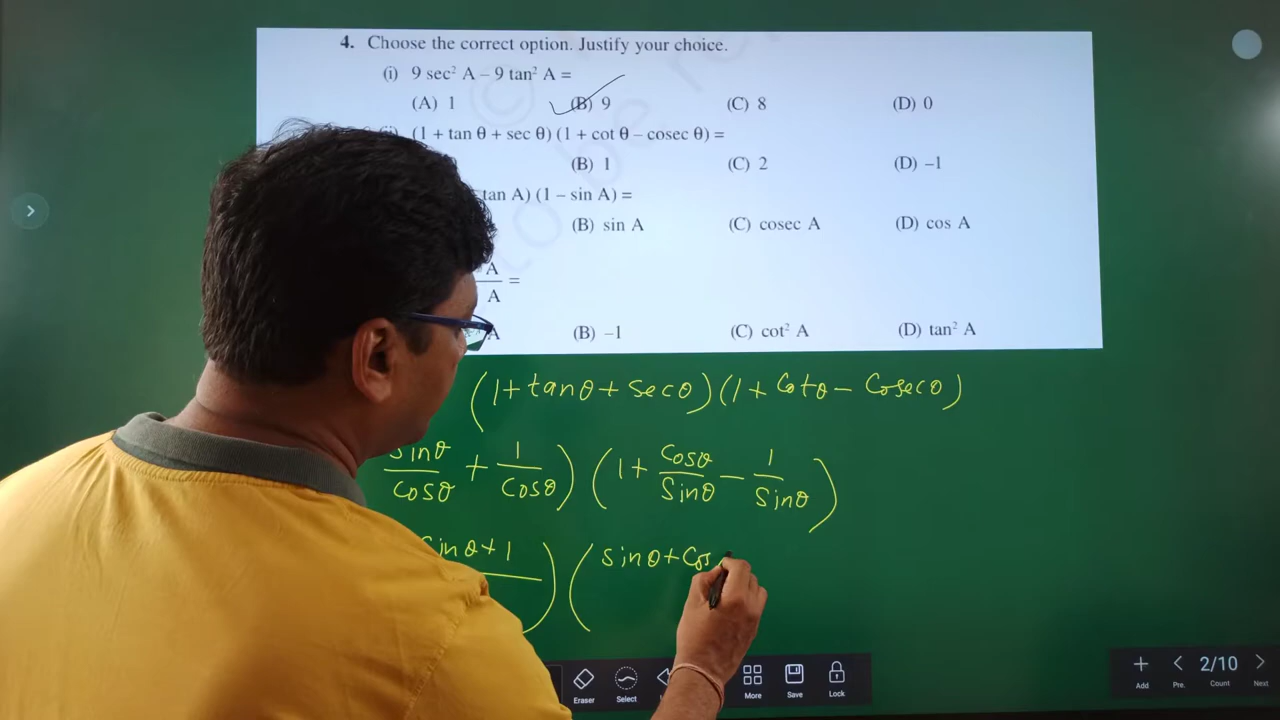 4. Choose the correct option. Justify your choice.
(i) 9 sec² A – 9 tan² A =
(A) 1 (B) 9 (C) 8 (D) 0
(1 + tan θ + sec θ) (1 + cot θ – cosec θ) =
(B) 1 (C) 2 (D) –1
tan A) (1 – sin A) =
(B) sin A (C) cosec A (D) cos A
A
A =
A (B) –1 (C) cot² A (D) tan² A
(1 + tanθ + secθ) (1 + Cotθ – Cosecθ)
sinθ/cosθ + 1/Cosθ) (1 + Cosθ/Sinθ – 1/Sinθ)
sinθ+1) (sinθ+Cos
Eraser Select More Save Lock
+ < 2/10 >
Add Pre. Count Next